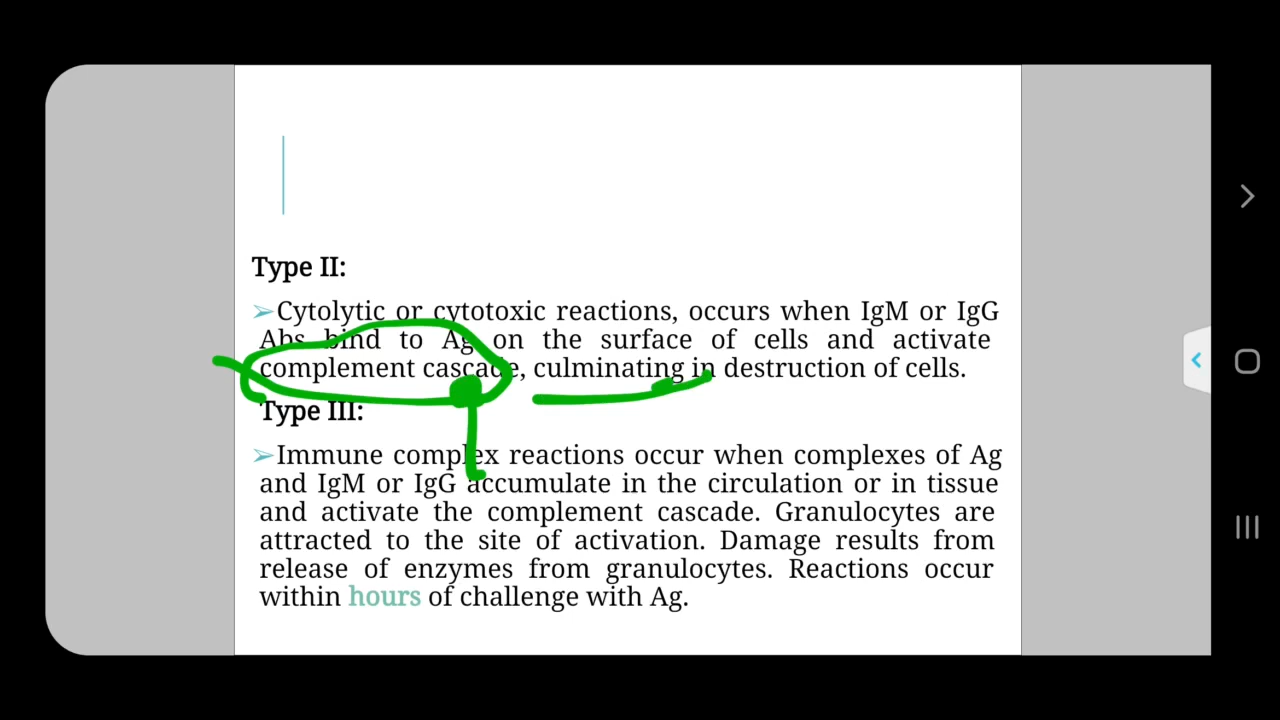 Type II:
➢Cytolytic or cytotoxic reactions, occurs when IgM or IgG
Abs bind to Ag on the surface of cells and activate
complement cascade, culminating in destruction of cells.
Type III:
➢Immune complex reactions occur when complexes of Ag
and IgM or IgG accumulate in the circulation or in tissue
and activate the complement cascade. Granulocytes are
attracted to the site of activation. Damage results from
release of enzymes from granulocytes. Reactions occur
within hours of challenge with Ag.